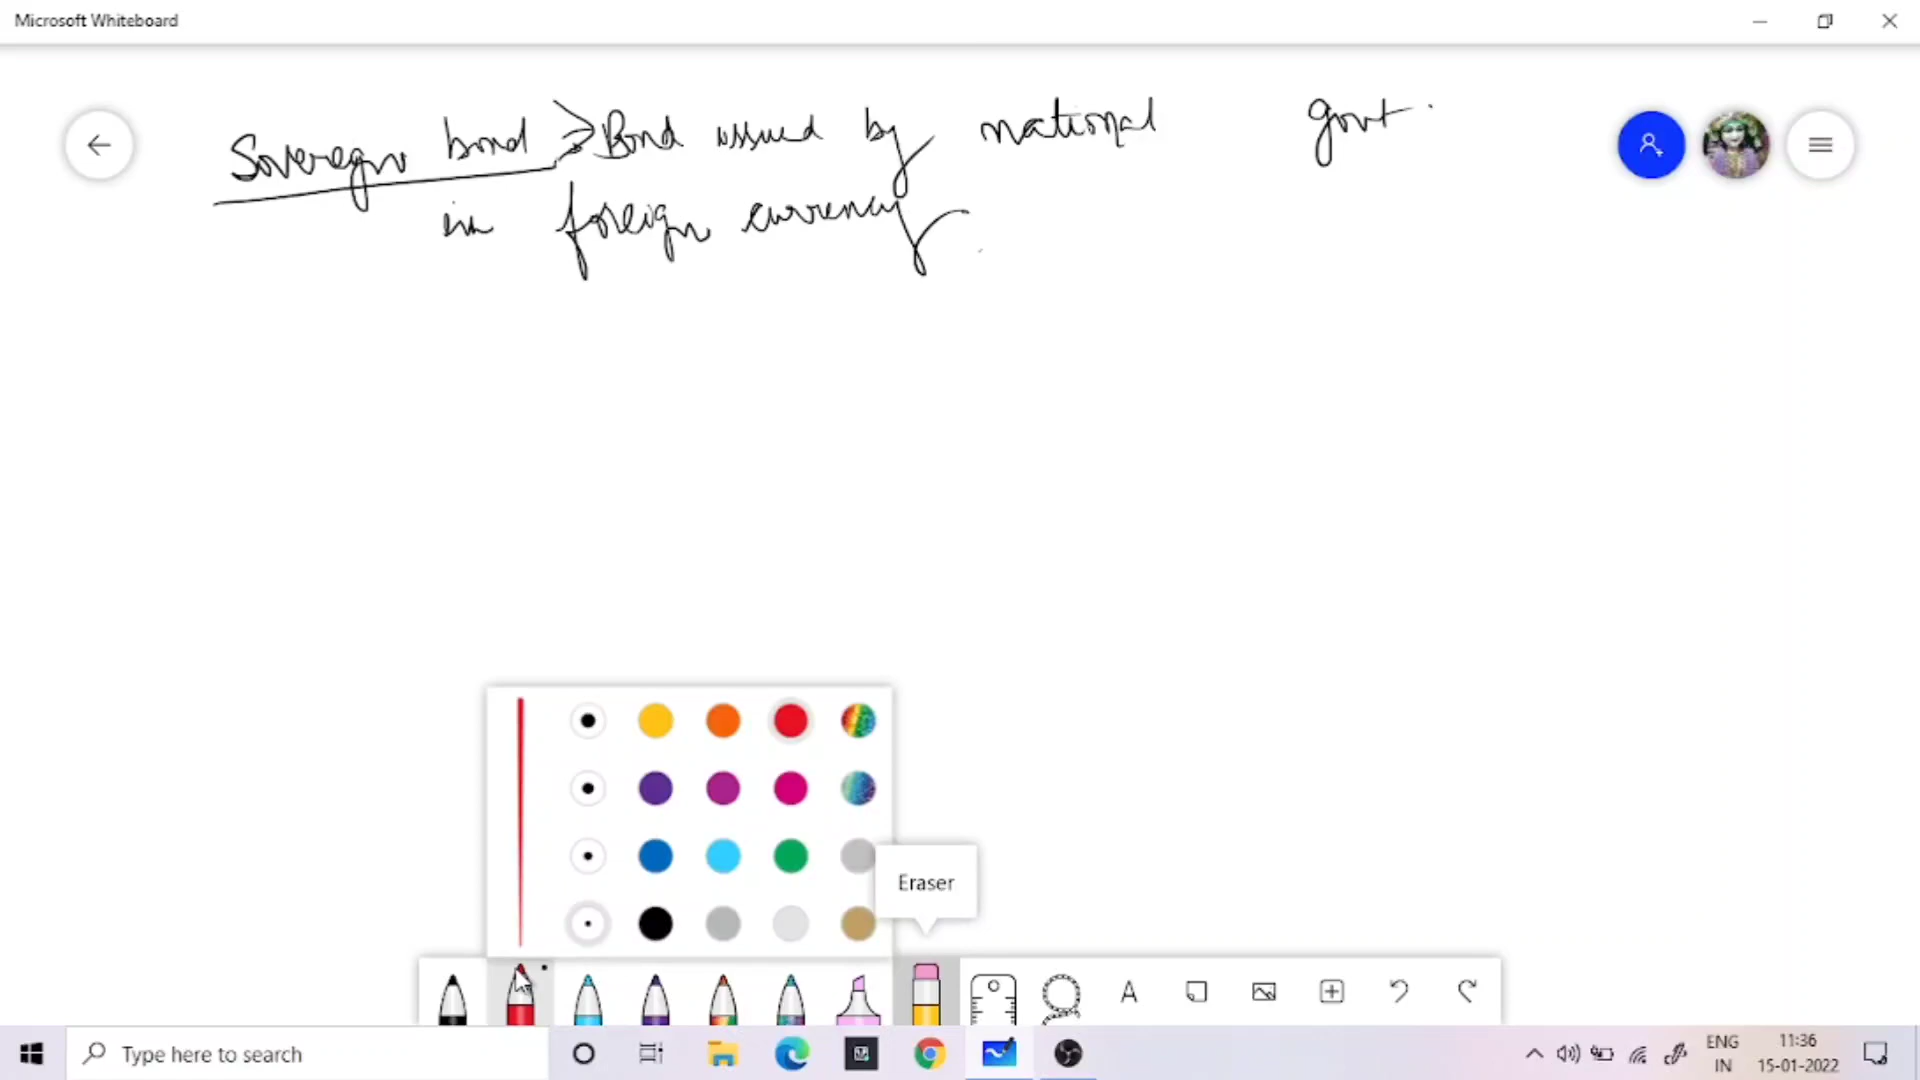 Microsoft Whiteboard
Soveregn bond > Bond issued by national govt.
in foreign currency
Eraser
Type here to search
ENG
IN
11:36
15-01-2022